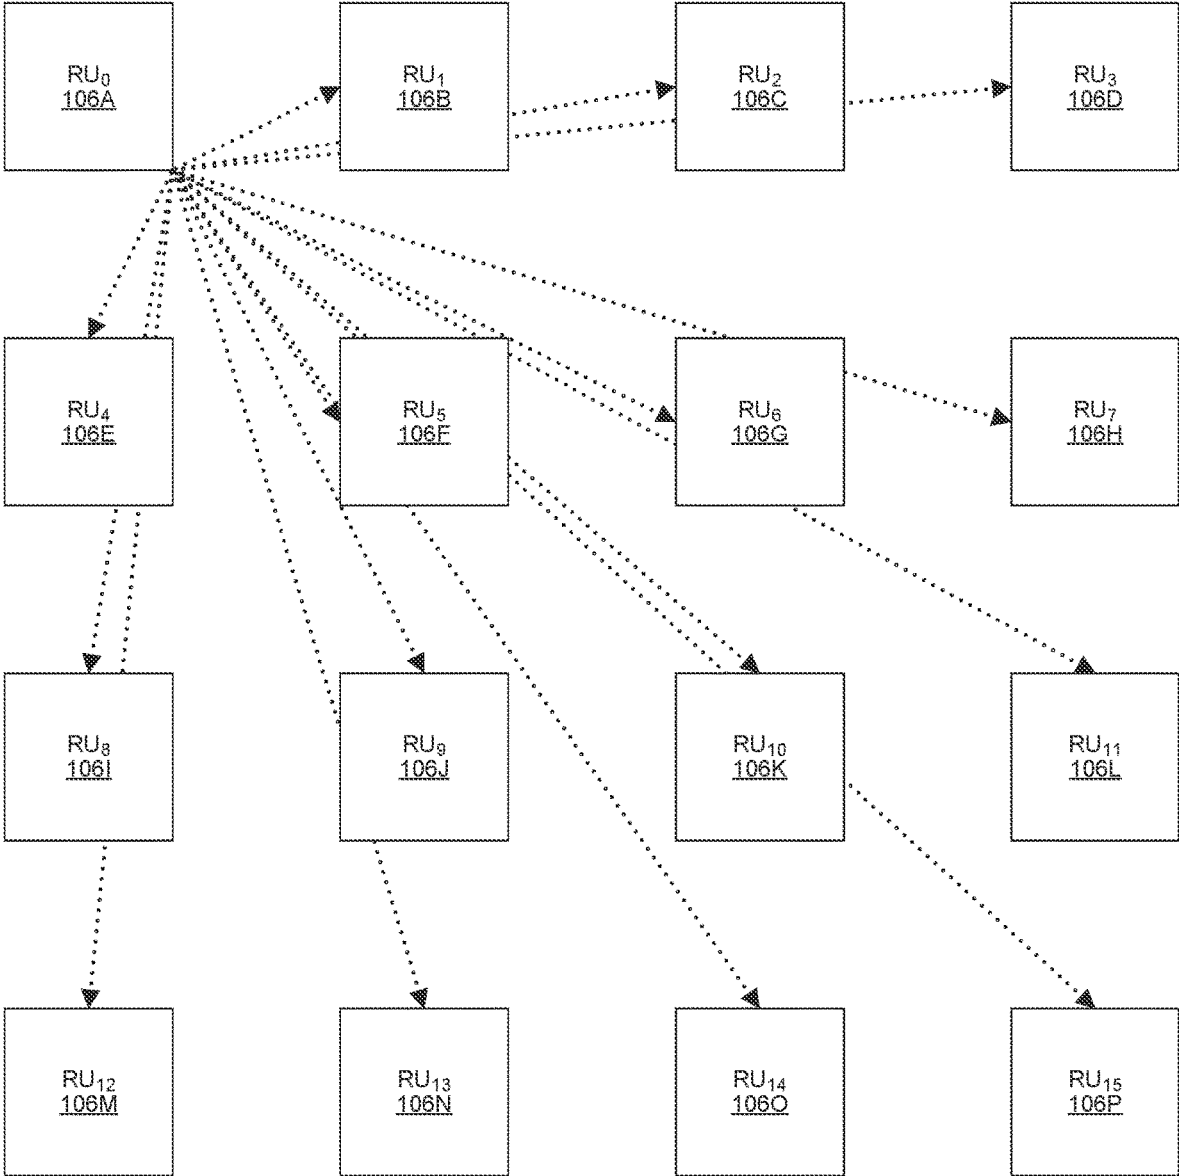 RU₀
106A
RU₁
106B
RU₂
106C
RU₃
106D
RU₄
106E
RU₅
106F
RU₆
106G
RU₇
106H
RU₈
106I
RU₉
106J
RU₁₀
106K
RU₁₁
106L
RU₁₂
106M
RU₁₃
106N
RU₁₄
106O
RU₁₅
106P